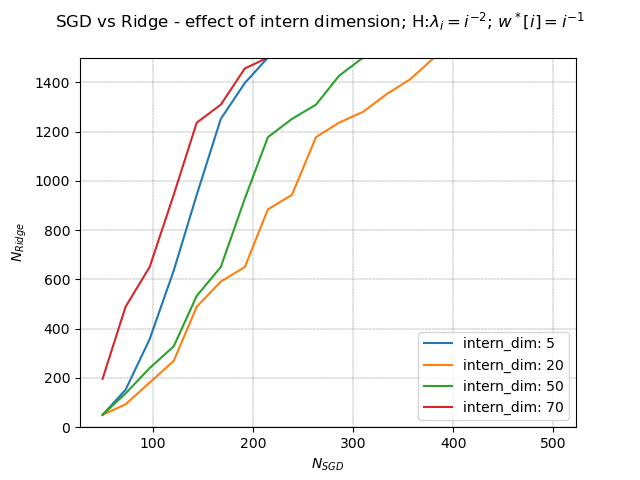 SGD vs Ridge - effect of intern dimension; H:λ_i = i^{-2}; w^*[i] = i^{-1}
1400
1200
1000
800
600
400
200
0
N_{Ridge}
intern_dim: 5
intern_dim: 20
intern_dim: 50
intern_dim: 70
100 200 300 400 500
N_{SGD}